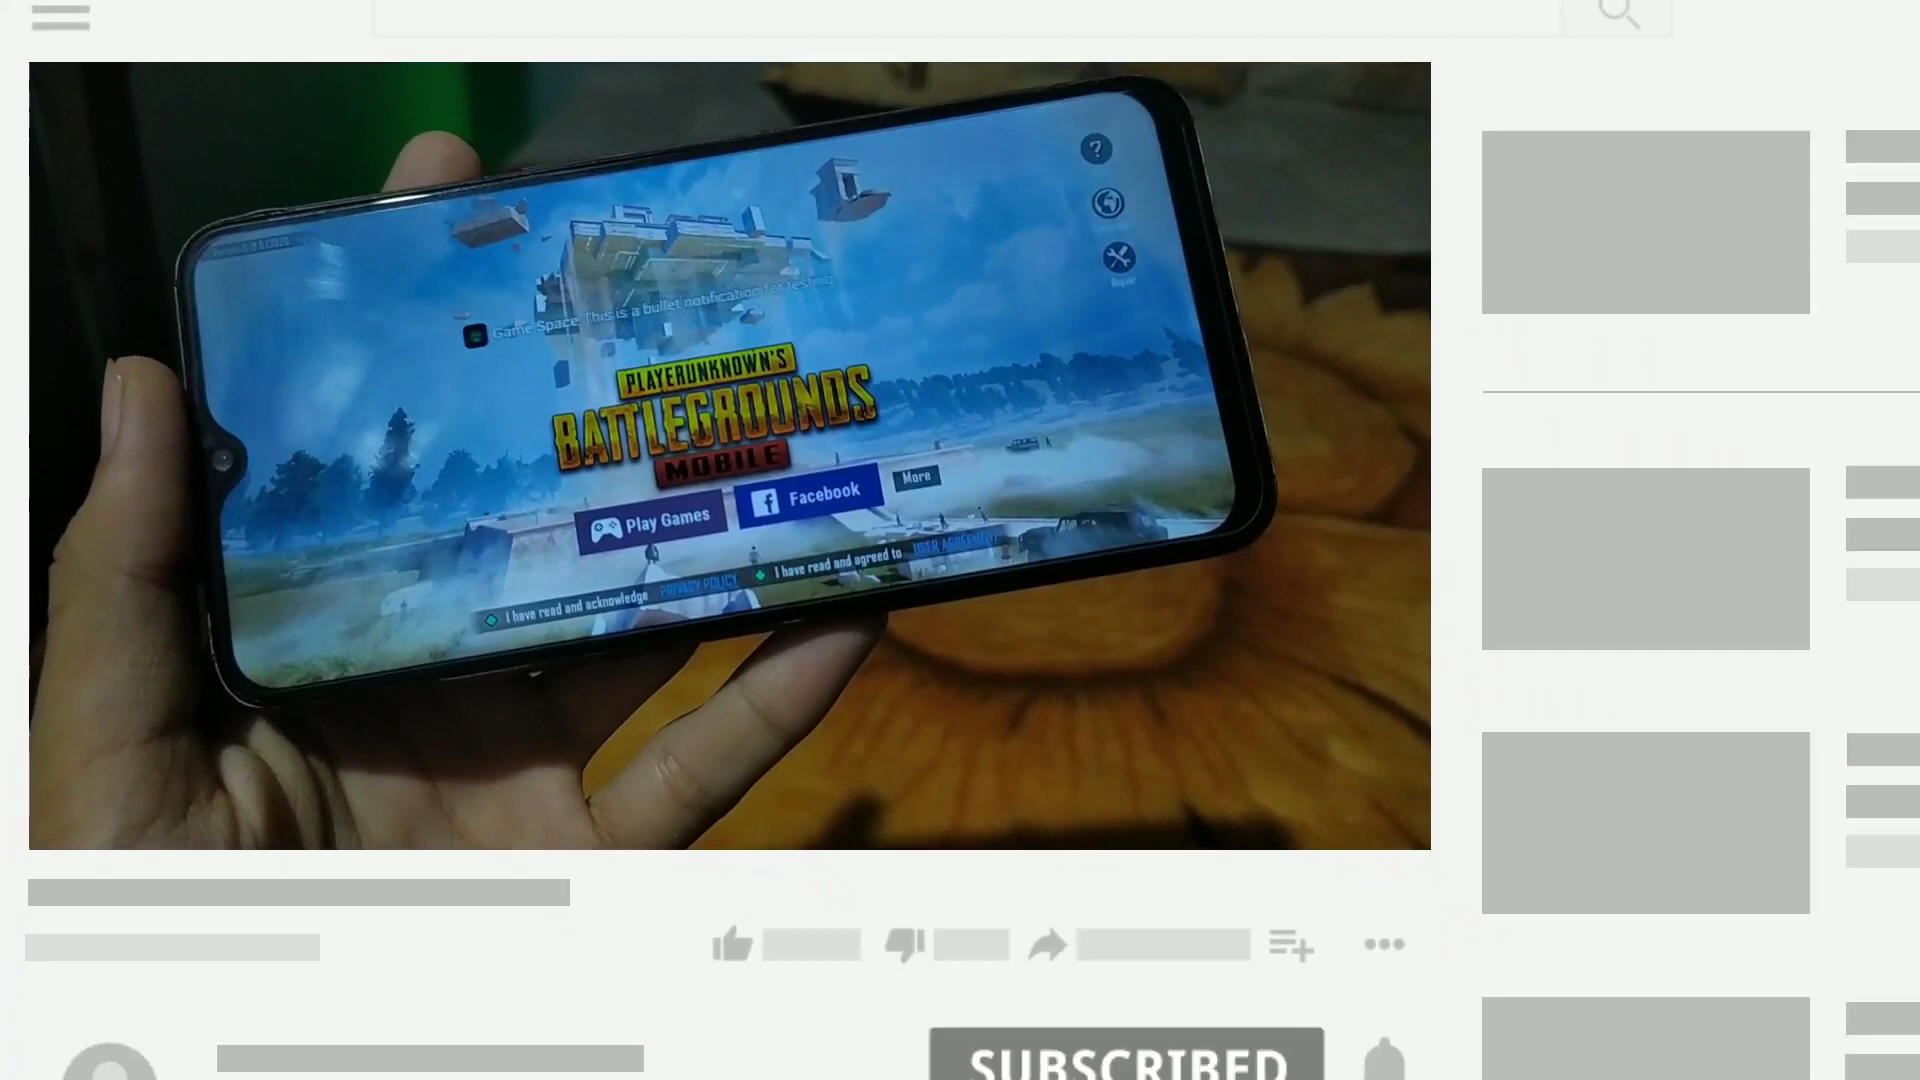 ?
Repair
Game Space This is a bullet notification for testing
PLAYERUNKNOWN'S
BATTLEGROUNDS
MOBILE
Play Games
f Facebook
More
I have read and acknowledge PRIVACY POLICY
I have read and agreed to USER AGREEMENT
SUBSCRIBED